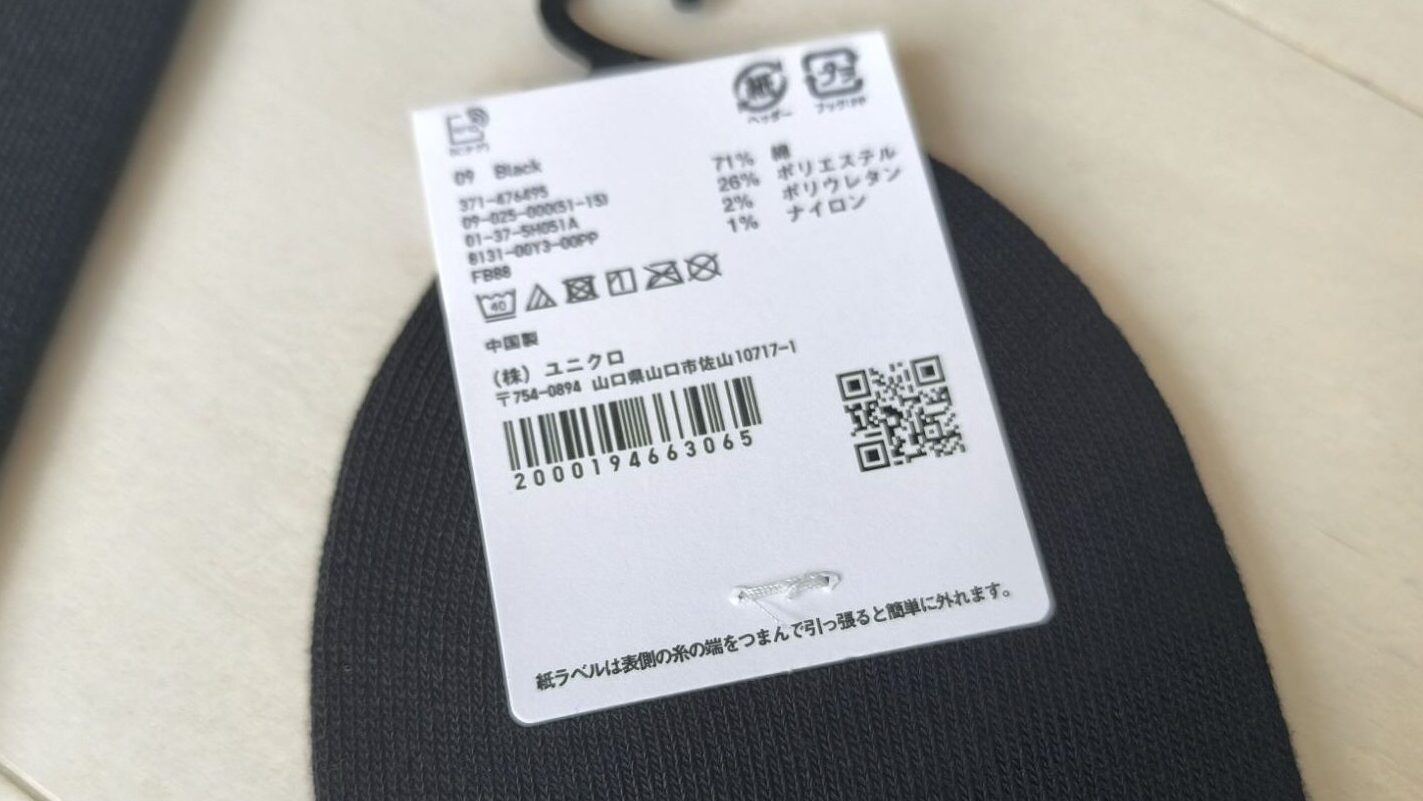 紙
ヘッダー
プラ
フック:PP
09 Black
371-476495
09-025-000(51-15)
01-37-5H051A
8131-00Y3-00PP
FB88
71% 綿
26% ポリエステル
2% ポリウレタン
1% ナイロン
40
中国製
(株) ユニクロ
〒754-0894 山口県山口市佐山10717-1
2000194663065
紙ラベルは表側の糸の端をつまんで引っ張ると簡単に外れます。